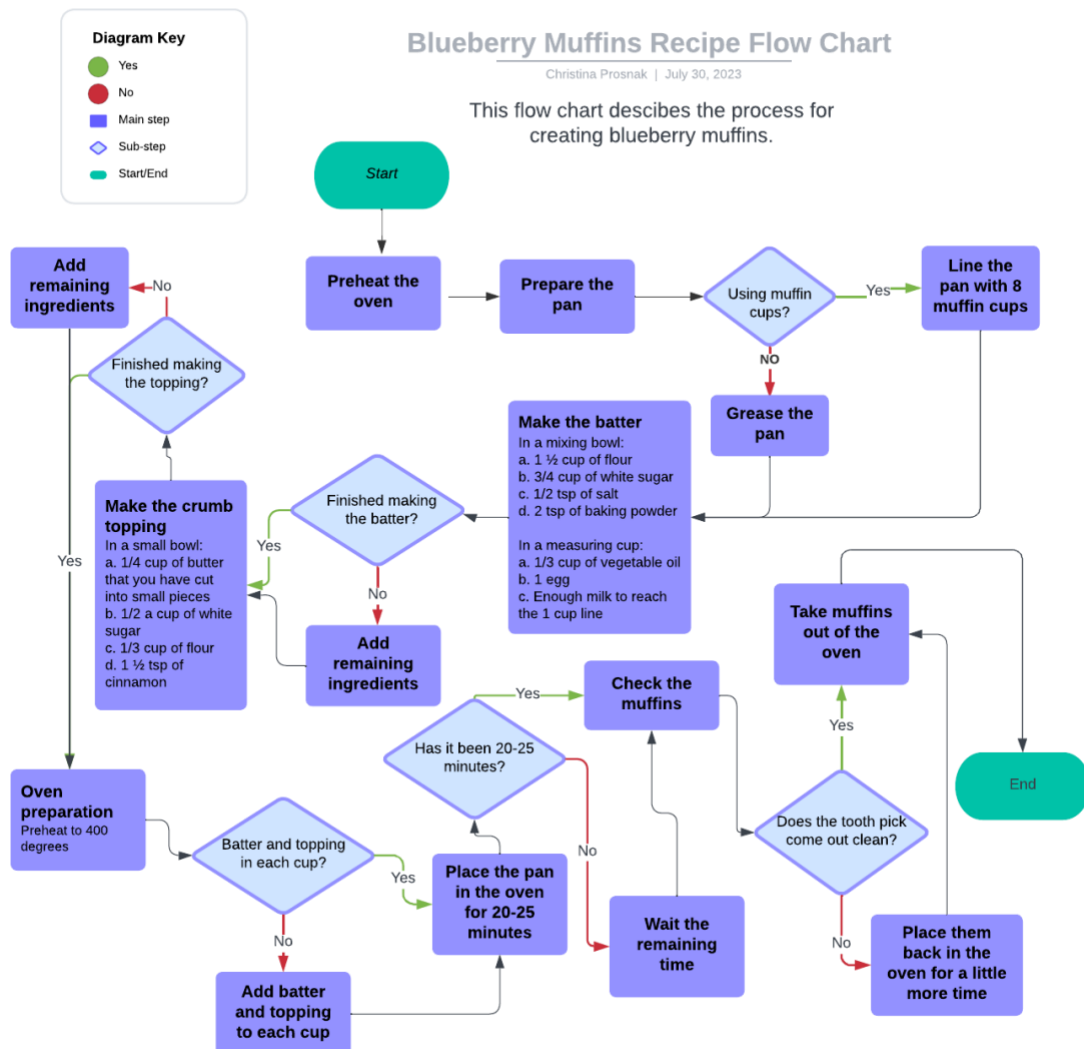 Diagram Key
Yes
No
Main step
Sub-step
Start/End
Blueberry Muffins Recipe Flow Chart
Christina Prosnak | July 30, 2023
This flow chart descibes the process for
creating blueberry muffins.
Start
Preheat the
oven
Prepare the
pan
Using muffin
cups?
Yes
Line the
pan with 8
muffin cups
NO
Grease the
pan
Make the batter
In a mixing bowl:
a. 1 ½ cup of flour
b. 3/4 cup of white sugar
c. 1/2 tsp of salt
d. 2 tsp of baking powder
In a measuring cup:
a. 1/3 cup of vegetable oil
b. 1 egg
c. Enough milk to reach
the 1 cup line
Finished making
the batter?
Yes
No
Add
remaining
ingredients
Make the crumb
topping
In a small bowl:
a. 1/4 cup of butter
that you have cut
into small pieces
b. 1/2 a cup of white
sugar
c. 1/3 cup of flour
d. 1 ½ tsp of
cinnamon
Finished making
the topping?
No
Add
remaining
ingredients
Yes
Oven
preparation
Preheat to 400
degrees
Batter and topping
in each cup?
Yes
No
Add batter
and topping
to each cup
Place the pan
in the oven
for 20-25
minutes
Has it been 20-25
minutes?
Yes
No
Wait the
remaining
time
Check the
muffins
Does the tooth pick
come out clean?
Yes
No
Place them
back in the
oven for a little
more time
Take muffins
out of the
oven
End